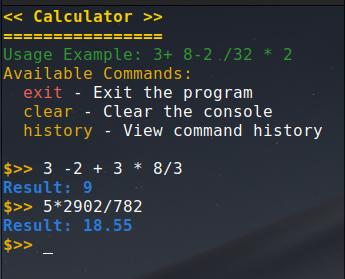 << Calculator >>
================
Usage Example: 3+ 8-2 /32 * 2
Available Commands:
exit - Exit the program
clear - Clear the console
history - View command history
$>> 3 -2 + 3 * 8/3
Result: 9
$>> 5*2902/782
Result: 18.55
$>> _